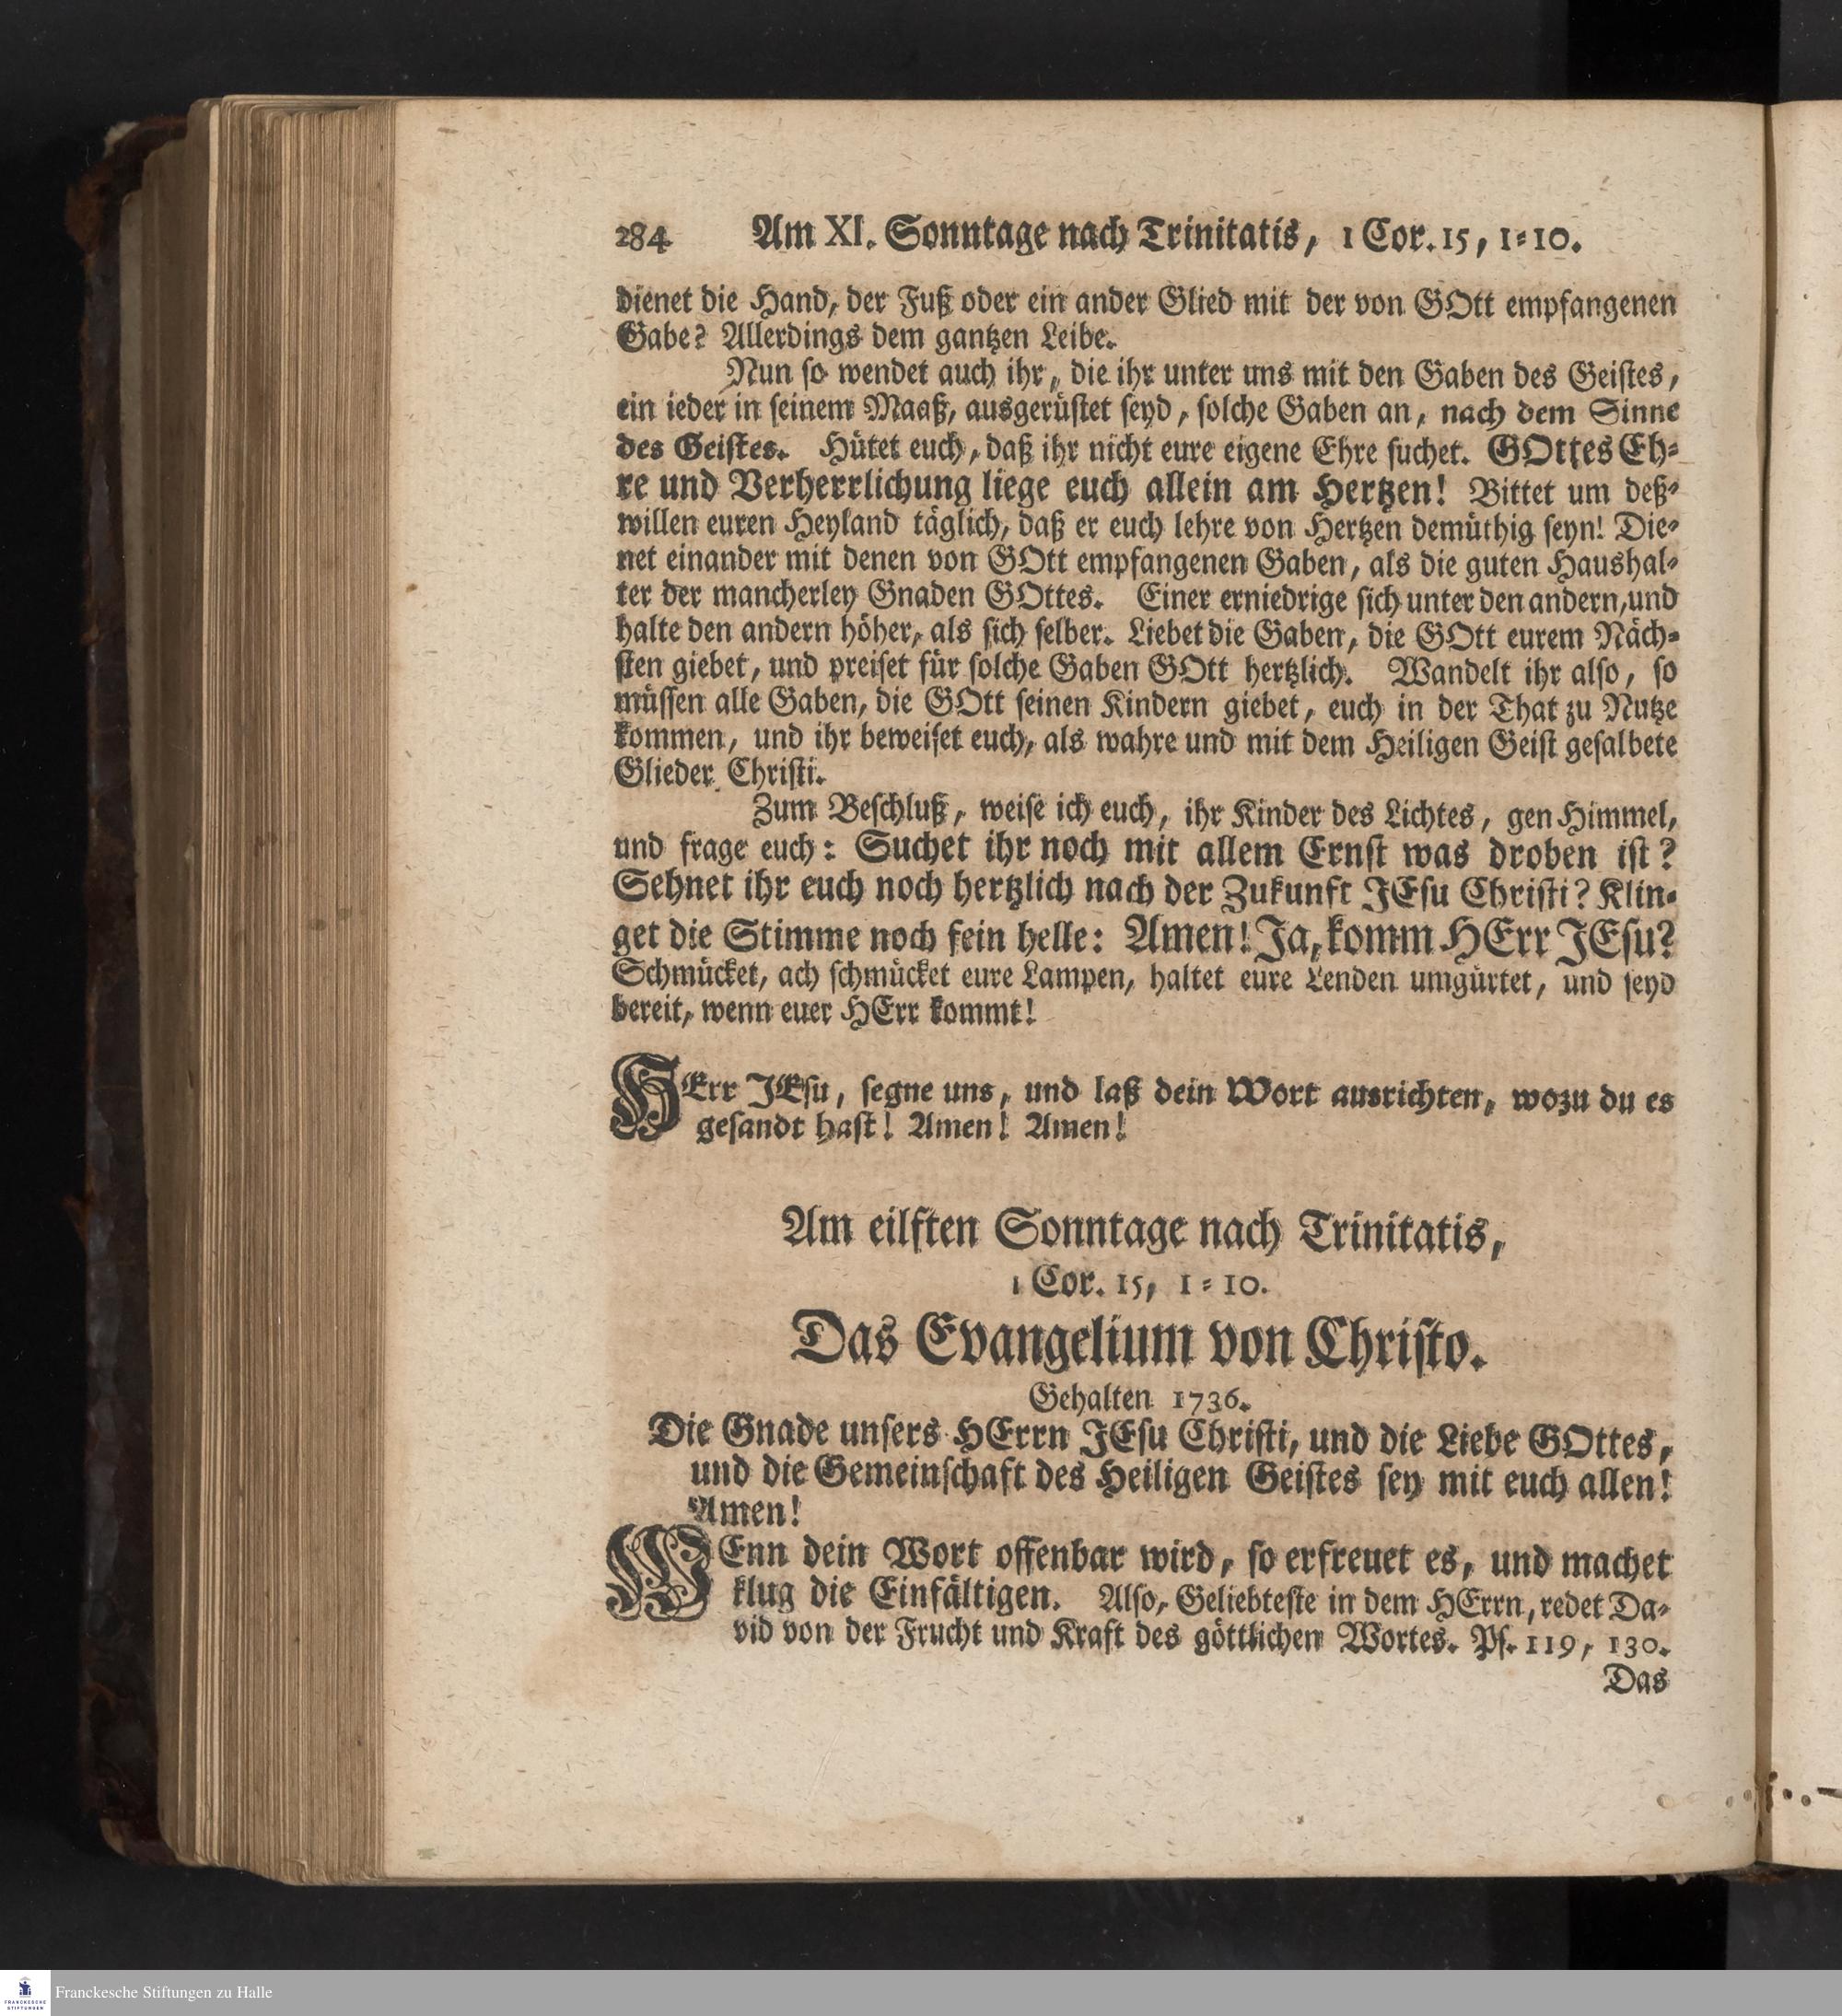 284 Am XI. Sonntage nach Trinitatis, 1 Cor. 15, 1-10.
dienet die Hand, der Fuß oder ein ander Glied mit der von GOtt empfangenen
Gabe? Allerdings dem gantzen Leibe.
Nun so wendet auch ihr, die ihr unter uns mit den Gaben des Geistes,
ein ieder in seinem Maaß, ausgerüstet seyd, solche Gaben an, nach dem Sinne
des Geistes. Hütet euch, daß ihr nicht eure eigene Ehre suchet. GOttes Eh-
re und Verherrlichung liege euch allein am Hertzen! Bittet um deß-
willen euren Heyland täglich, daß er euch lehre von Hertzen demüthig seyn! Die-
net einander mit denen von GOtt empfangenen Gaben, als die guten Haushal-
ter der mancherley Gnaden GOttes. Einer erniedrige sich unter den andern, und
halte den andern höher, als sich selber. Liebet die Gaben, die GOtt eurem Näch-
sten giebet, und preiset für solche Gaben GOtt hertzlich. Wandelt ihr also, so
müssen alle Gaben, die GOtt seinen Kindern giebet, euch in der That zu Nutze
kommen, und ihr beweiset euch, als wahre und mit dem Heiligen Geist gesalbete
Glieder Christi.
Zum Beschluß, weise ich euch, ihr Kinder des Lichtes, gen Himmel,
und frage euch: Suchet ihr noch mit allem Ernst was droben ist?
Sehnet ihr euch noch hertzlich nach der Zukunft JEsu Christi? Klin-
get die Stimme noch fein helle: Amen! Ja, komm HErr JEsu?
Schmücket, ach schmücket eure Lampen, haltet eure Lenden umgürtet, und seyd
bereit, wenn euer HErr kommt!
HErr JEsu, segne uns, und laß dein Wort ausrichten, wozu du es
gesandt hast! Amen! Amen!
Am eilften Sonntage nach Trinitatis,
1 Cor. 15, 1-10.
Das Evangelium von Christo.
Gehalten 1736.
Die Gnade unsers HErrn JEsu Christi, und die Liebe GOttes,
und die Gemeinschaft des Heiligen Geistes sey mit euch allen!
Amen!
WEnn dein Wort offenbar wird, so erfreuet es, und machet
klug die Einfältigen. Also, Geliebteste in dem HErrn, redet Da-
vid von der Frucht und Kraft des göttlichen Wortes. Ps. 119, 130.
Das
FRANCKESCHE
STIFTUNGEN
Franckesche Stiftungen zu Halle